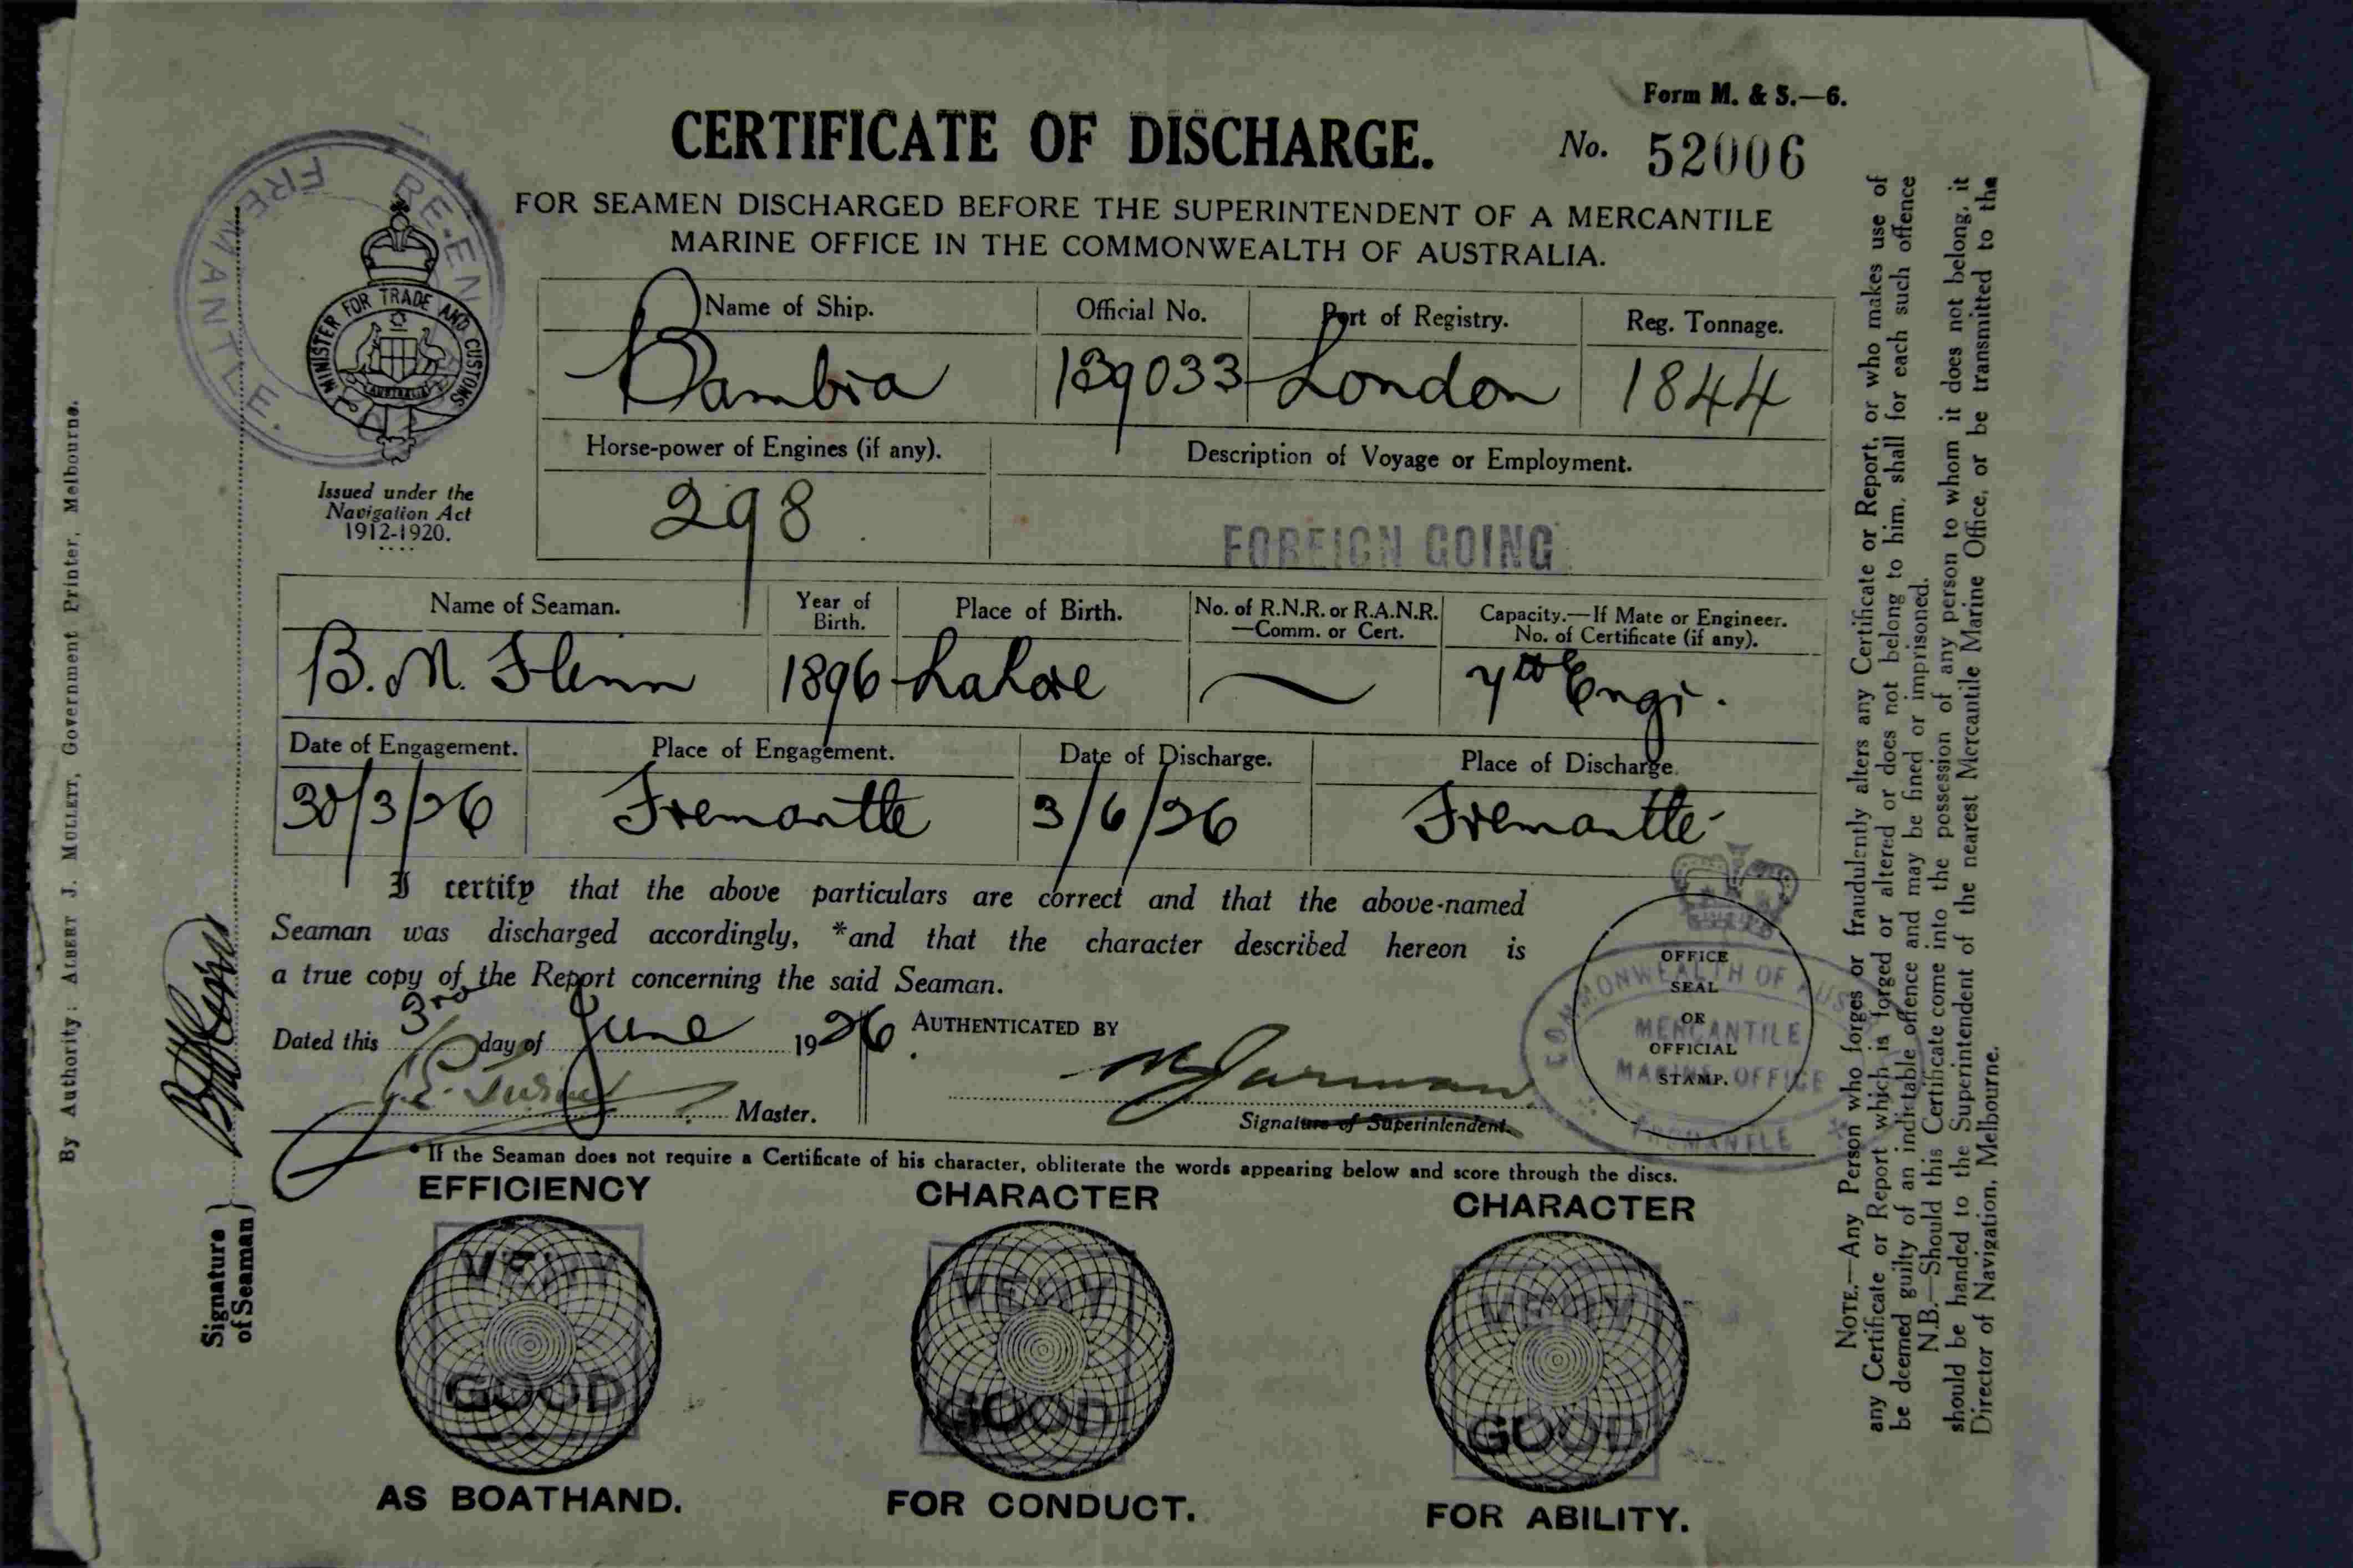 Form M. & S.—6.
CERTIFICATE OF DISCHARGE. No. 52006
FOR SEAMEN DISCHARGED BEFORE THE SUPERINTENDENT OF A MERCANTILE
MARINE OFFICE IN THE COMMONWEALTH OF AUSTRALIA.
FREMANTLE.
MINISTER FOR TRADE AND CUSTOMS
AUSTRALIA
Issued under the
Navigation Act
1912-1920.
Name of Ship. Official No. Port of Registry. Reg. Tonnage.
Bambra 139033 London 1844
Horse-power of Engines (if any). Description of Voyage or Employment.
298 FOREIGN GOING
Name of Seaman. Year of Birth. Place of Birth. No. of R.N.R. or R.A.N.R.—Comm. or Cert. Capacity.—If Mate or Engineer. No. of Certificate (if any).
B. M. 1896 Lahore Engr.
Date of Engagement. Place of Engagement. Date of Discharge. Place of Discharge.
30/3/26 Fremantle 3/6/26 Fremantle
I certify that the above particulars are correct and that the above-named
Seaman was discharged accordingly, *and that the character described hereon is
a true copy of the Report concerning the said Seaman.
Dated this 3rd day of June 1926 AUTHENTICATED BY
Master.
Signature of Superintendent.
OFFICE
SEAL
OR
OFFICIAL
STAMP.
COMMONWEALTH OF AUS
MERCANTILE
MARINE OFFICE
FREMANTLE
* If the Seaman does not require a Certificate of his character, obliterate the words appearing below and score through the discs.
EFFICIENCY CHARACTER CHARACTER
VERY VERY VERY
GOOD GOOD GOOD
AS BOATHAND. FOR CONDUCT. FOR ABILITY.
Signature
of Seaman
By Authority: ALBERT J. MULLETT, Government Printer, Melbourne.
NOTE.—Any Person who forges or fraudulently alters any Certificate or Report, or who makes use of
any Certificate or Report which is forged or altered or does not belong to him, shall for each such offence
be deemed guilty of an indictable offence and may be fined or imprisoned.
N.B.—Should this Certificate come into the possession of any person to whom it does not belong, it
should be handed to the Superintendent of the nearest Mercantile Marine Office, or be transmitted to the
Director of Navigation, Melbourne.